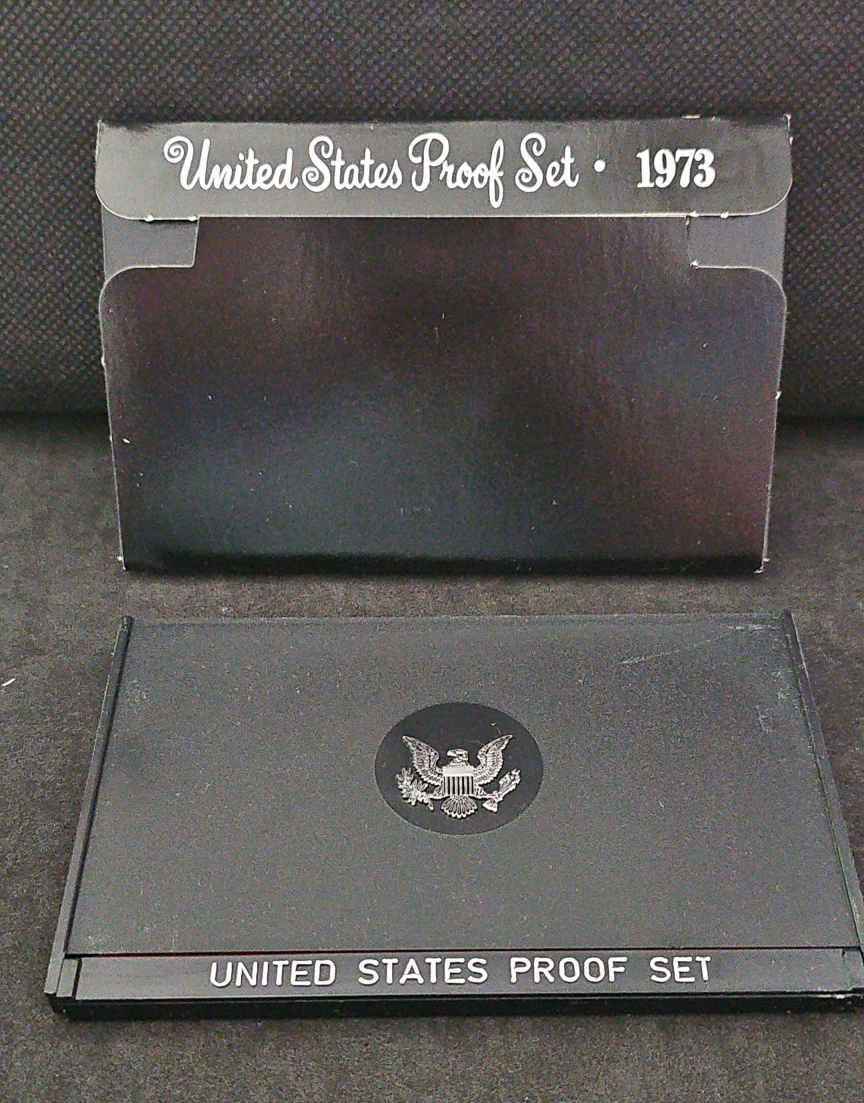 United States Proof Set • 1973
UNITED STATES PROOF SET